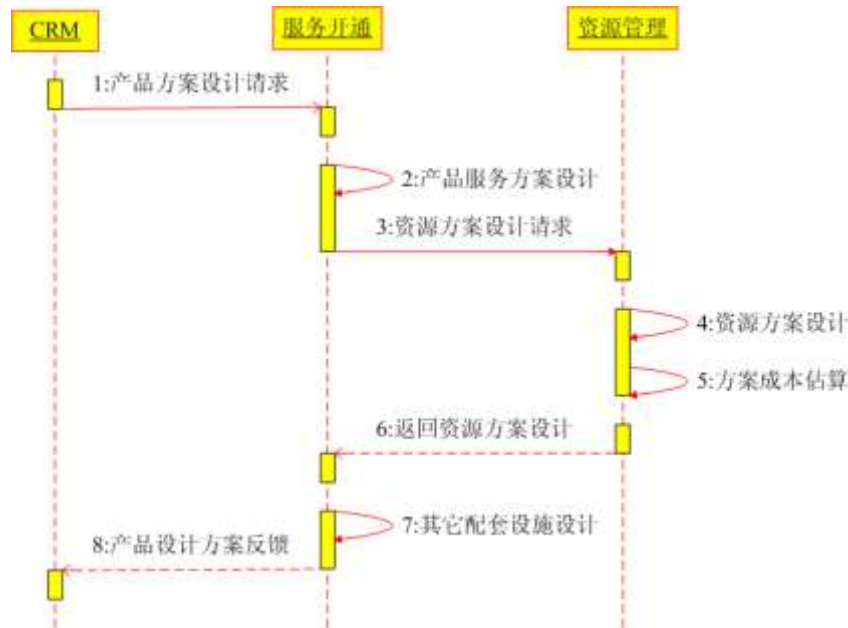 CRM
服务开通
资源管理
1:产品方案设计请求
2:产品服务方案设计
3:资源方案设计请求
4:资源方案设计
5:方案成本估算
6:返回资源方案设计
7:其它配套设施设计
8:产品设计方案反馈